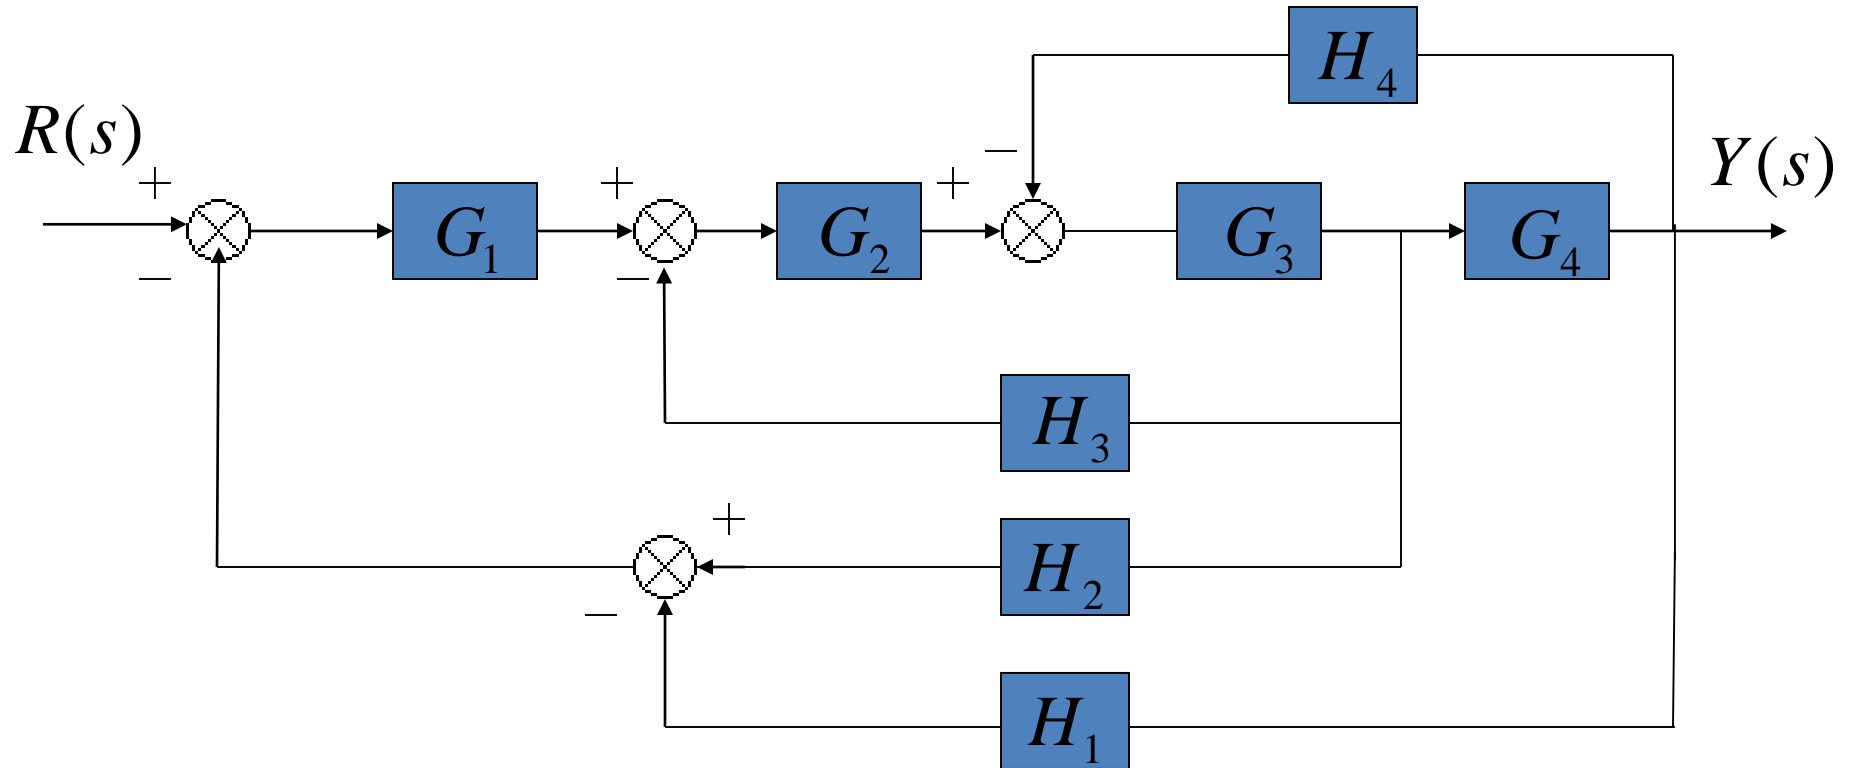 H₄
R(s)
Y(s)
+
−
+
+
−
G₁
G₂
G₃
G₄
−
−
H₃
+
H₂
−
H₁